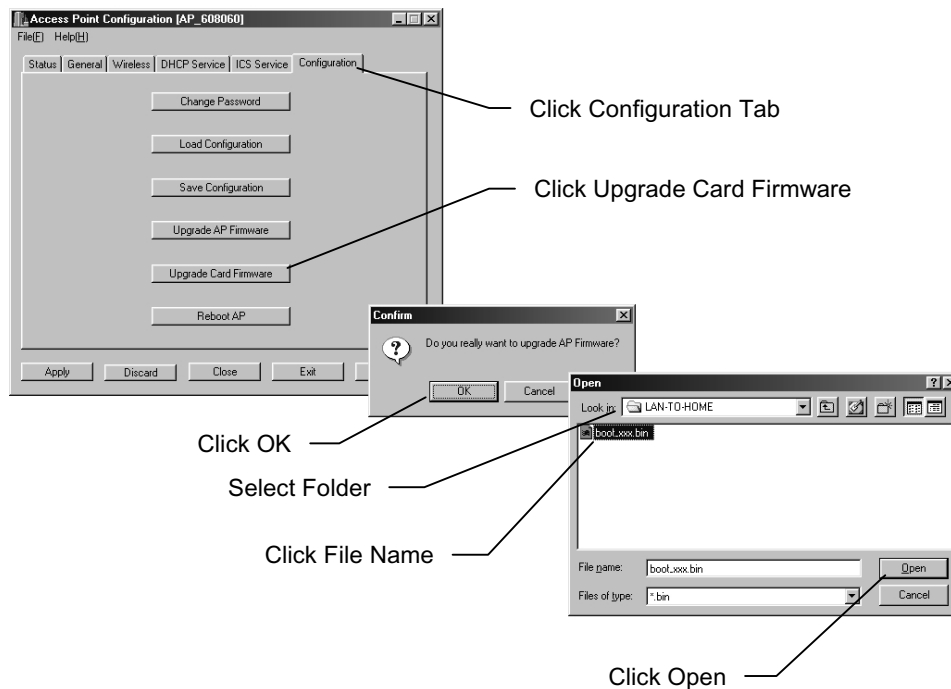 Access Point Configuration [AP_608060]
File(F) Help(H)
Status General Wireless DHCP Service ICS Service Configuration
Change Password
Click Configuration Tab
Load Configuration
Save Configuration
Click Upgrade Card Firmware
Upgrade AP Firmware
Upgrade Card Firmware
Reboot AP
Apply Discard Close Exit
Confirm
Do you really want to upgrade AP Firmware?
OK Cancel
Click OK
Open
Look in: LAN-TO-HOME
boot_xxx.bin
Select Folder
Click File Name
File name: boot_xxx.bin Open
Files of type: *.bin Cancel
Click Open